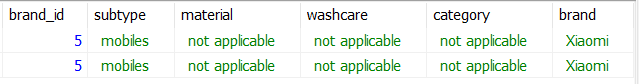 brand_id subtype material washcare category brand
5 mobiles not applicable not applicable not applicable Xiaomi
5 mobiles not applicable not applicable not applicable Xiaomi